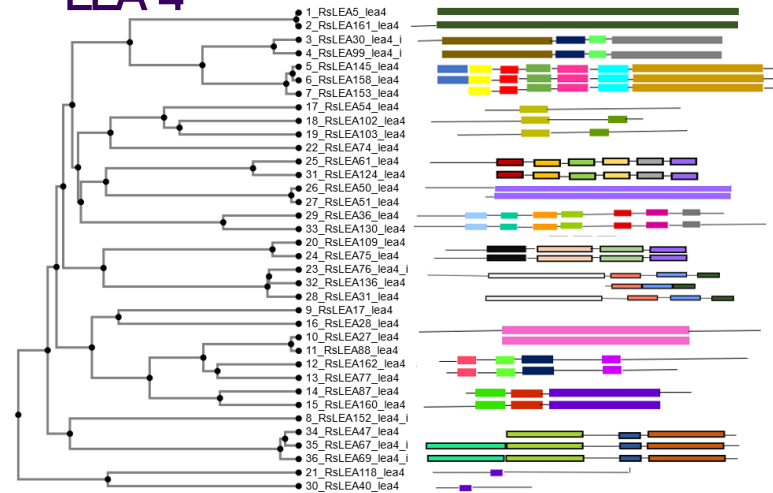 LEA 4
1_RsLEA5_lea4
2_RsLEA161_lea4
3_RsLEA30_lea4_i
4_RsLEA99_lea4_i
5_RsLEA145_lea4
6_RsLEA158_lea4
7_RsLEA153_lea4
17_RsLEA54_lea4
18_RsLEA102_lea4
19_RsLEA103_lea4
22_RsLEA74_lea4
25_RsLEA61_lea4
31_RsLEA124_lea4
26_RsLEA50_lea4
27_RsLEA51_lea4
29_RsLEA36_lea4
33_RsLEA130_lea4
20_RsLEA109_lea4
24_RsLEA75_lea4
23_RsLEA76_lea4_i
32_RsLEA136_lea4
28_RsLEA31_lea4
9_RsLEA17_lea4
16_RsLEA28_lea4
10_RsLEA27_lea4
11_RsLEA88_lea4
12_RsLEA162_lea4
13_RsLEA77_lea4
14_RsLEA87_lea4
15_RsLEA160_lea4
8_RsLEA152_lea4_i
34_RsLEA47_lea4
35_RsLEA67_lea4_i
36_RsLEA69_lea4_i
21_RsLEA118_lea4
30_RsLEA40_lea4